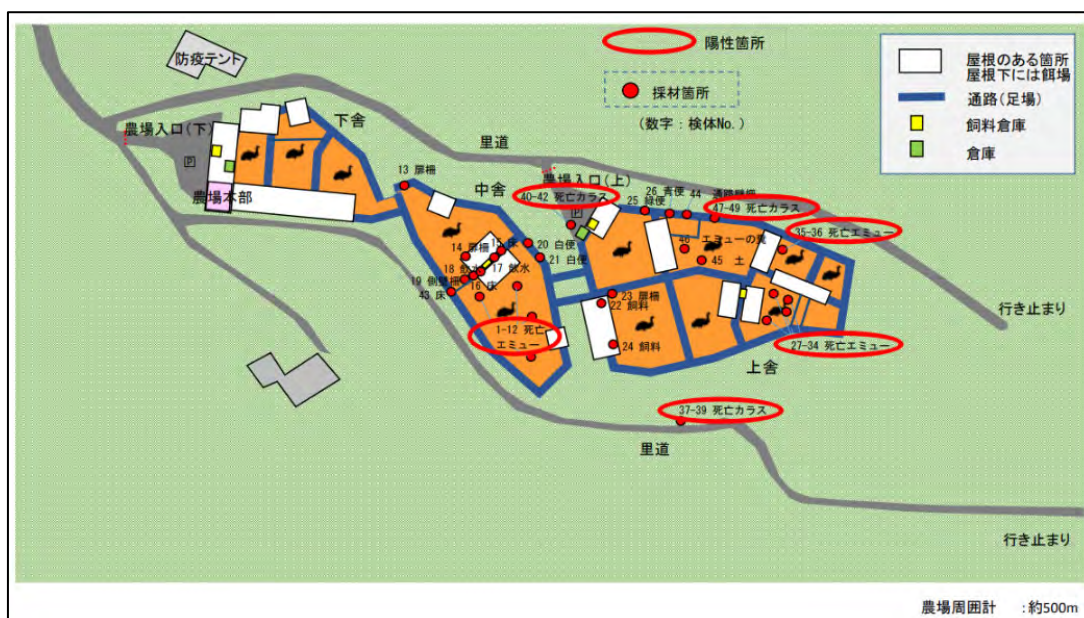 防疫テント
陽性箇所
採材箇所
(数字：検体No.)
屋根のある箇所
屋根下には餌場
通路(足場)
飼料倉庫
倉庫
農場入口(下)
下舎
里道
P
農場本部
13 扉柵
中舎
農場入口(上)
40-42 死亡カラス
P
26 青便
44
25 緑便
47-49 死亡カラス
35-36 死亡エミュー
14 扉柵
15 床
20 白便
21 白便
46 エミューの糞
45 土
18 飲水
17 飲水
19 側壁柵
16 床
43 床
23 扉柵
22 飼料
1-12 死亡
エミュー
24 飼料
27-34 死亡エミュー
上舎
行き止まり
37-39 死亡カラス
里道
行き止まり
農場周囲計 ：約500m